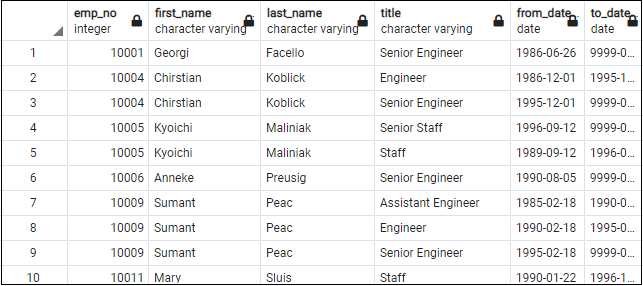 emp_no first_name last_name title from_date to_date
integer character varying character varying character varying date date
1 10001 Georgi Facello Senior Engineer 1986-06-26 9999-0...
2 10004 Chirstian Koblick Engineer 1986-12-01 1995-1...
3 10004 Chirstian Koblick Senior Engineer 1995-12-01 9999-0...
4 10005 Kyoichi Maliniak Senior Staff 1996-09-12 9999-0...
5 10005 Kyoichi Maliniak Staff 1989-09-12 1996-0...
6 10006 Anneke Preusig Senior Engineer 1990-08-05 9999-0...
7 10009 Sumant Peac Assistant Engineer 1985-02-18 1990-0...
8 10009 Sumant Peac Engineer 1990-02-18 1995-0...
9 10009 Sumant Peac Senior Engineer 1995-02-18 9999-0...
10 10011 Mary Sluis Staff 1990-01-22 1996-1...